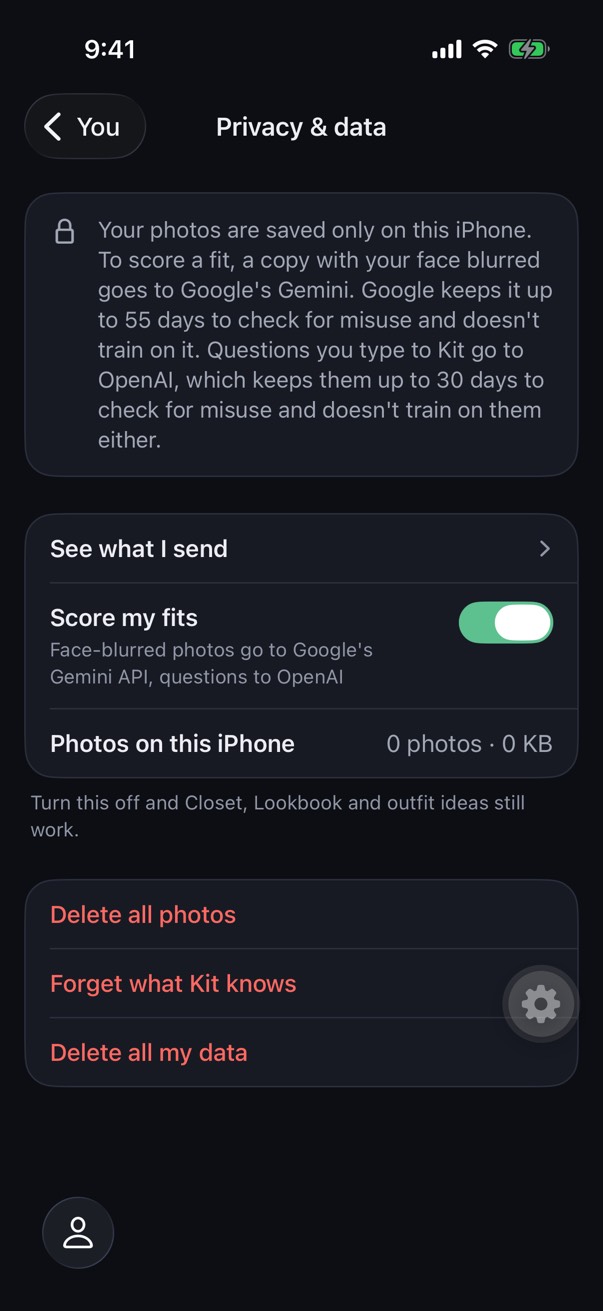 9:41
You
Privacy & data
Your photos are saved only on this iPhone.
To score a fit, a copy with your face blurred
goes to Google's Gemini. Google keeps it up
to 55 days to check for misuse and doesn't
train on it. Questions you type to Kit go to
OpenAI, which keeps them up to 30 days to
check for misuse and doesn't train on them
either.
See what I send
Score my fits
Face-blurred photos go to Google's
Gemini API, questions to OpenAI
Photos on this iPhone 0 photos · 0 KB
Turn this off and Closet, Lookbook and outfit ideas still
work.
Delete all photos
Forget what Kit knows
Delete all my data